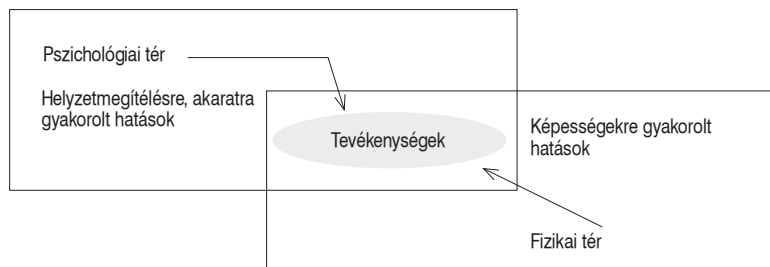 Pszichológiai tér
Helyzetmegítélésre, akaratra
gyakorolt hatások
Tevékenységek
Képességekre gyakorolt
hatások
Fizikai tér